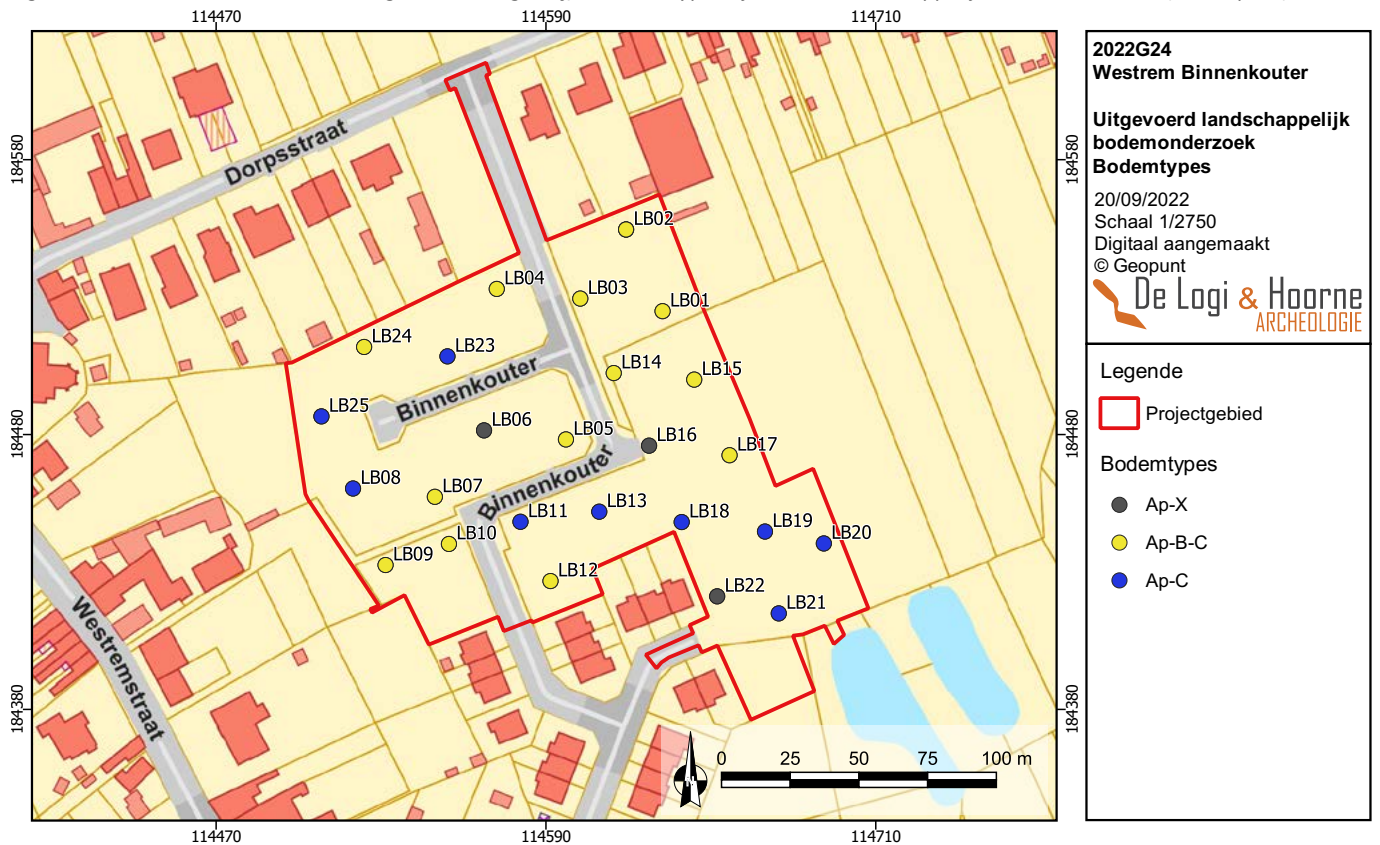 114470
114590
114710
184580
184480
184380
184580
184480
184380
114470
114590
114710
Dorpsstraat
Binnenkouter
Binnenkouter
Westremstraat
LB02
LB04
LB03
LB01
LB24
LB23
LB14
LB15
LB25
LB06
LB05
LB16
LB17
LB08
LB07
LB11
LB13
LB18
LB19
LB20
LB10
LB09
LB12
LB22
LB21
N
0 25 50 75 100 m
2022G24
Westrem Binnenkouter
Uitgevoerd landschappelijk
bodemonderzoek
Bodemtypes
20/09/2022
Schaal 1/2750
Digitaal aangemaakt
© Geopunt
De Logi & Hoorne
ARCHEOLOGIE
Legende
Projectgebied
Bodemtypes
Ap-X
Ap-B-C
Ap-C